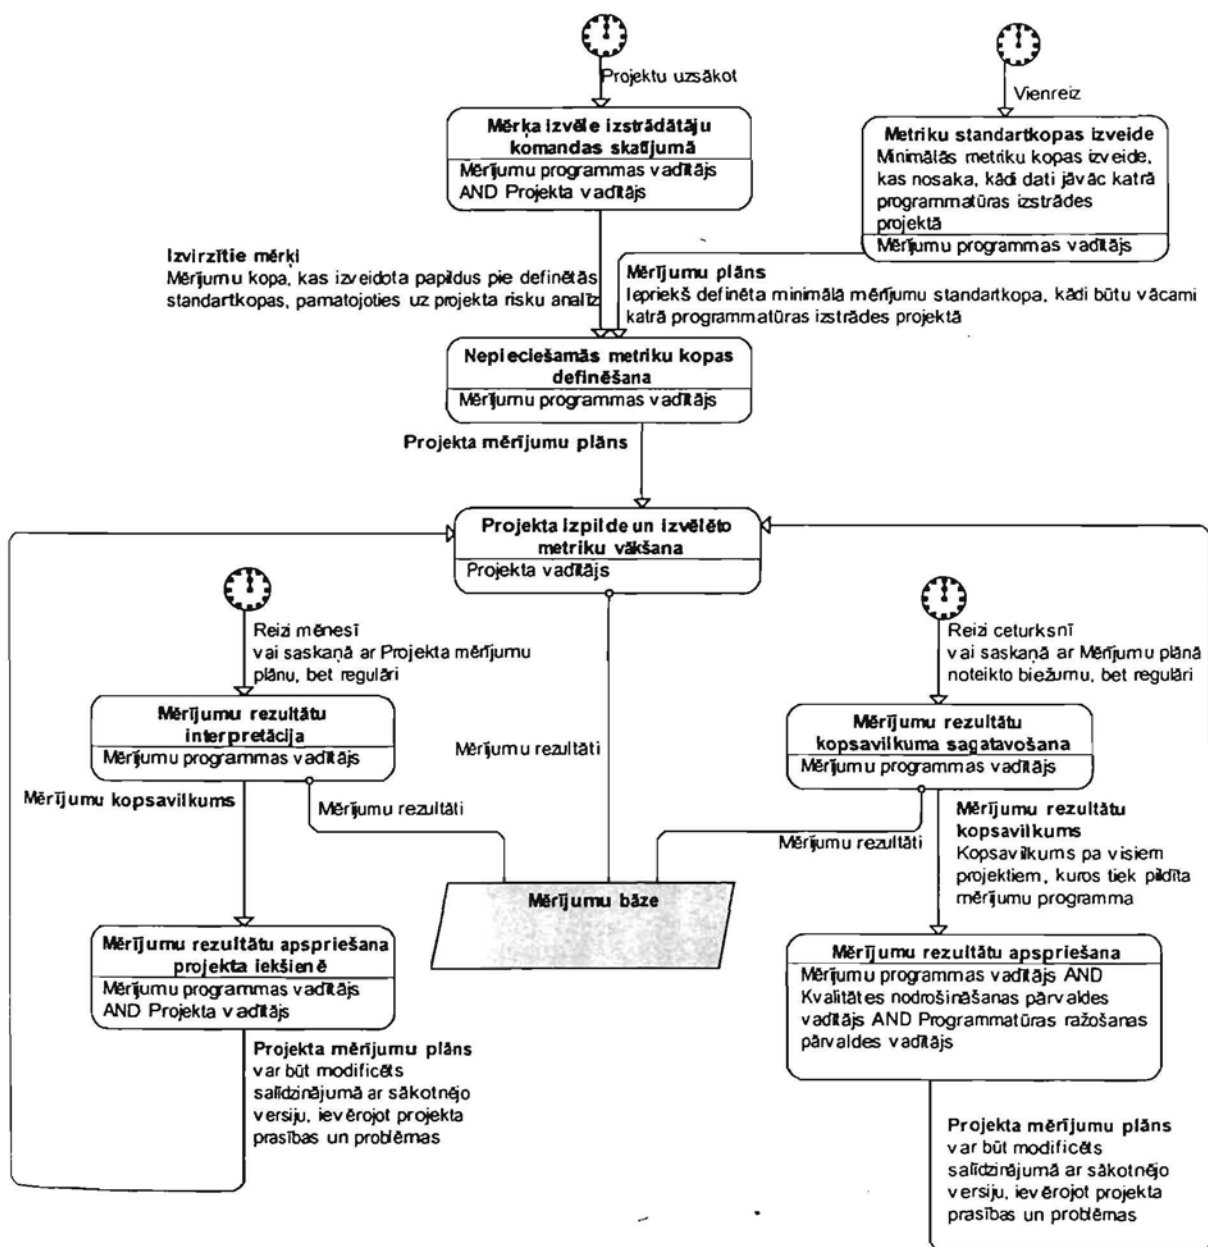 Projektu uzsākot
Vienreiz
Mērķa izvēle izstrādātāju
komandas skatījumā
Mērījumu programmas vadītājs
AND Projekta vadītājs
Metriku standartkopas izveide
Minimālās metriku kopas izveide,
kas nosaka, kādi dati jāvāc katrā
programmatūras izstrādes
projektā
Mērījumu programmas vadītājs
Izvirzītie mērķi
Mērījumu kopa, kas izveidota papildus pie definētās
standartkopas, pamatojoties uz projekta risku analīz
Mērījumu plāns
Iepriekš definēta minimālā mērījumu standartkopa, kādi būtu vācami
katrā programmatūras izstrādes projektā
Nepieciešamās metriku kopas
definēšana
Mērījumu programmas vadītājs
Projekta mērījumu plāns
Projekta izpilde un izvēlēto
metriku vākšana
Projekta vadītājs
Reizi mēnesī
vai saskaņā ar Projekta mērījumu
plānu, bet regulāri
Reizi ceturksnī
vai saskaņā ar Mērījumu plānā
noteikto biežumu, bet regulāri
Mērījumu rezultātu
interpretācija
Mērījumu programmas vadītājs
Mērījumu rezultāti
Mērījumu rezultātu
kopsavilkuma sagatavošana
Mērījumu programmas vadītājs
Mērījumu kopsavilkums
Mērījumu rezultāti
Mērījumu rezultāti
Mērījumu rezultātu
kopsavilkums
Kopsavilkums pa visiem
projektiem, kuros tiek pildīta
mērījumu programma
Mērījumu bāze
Mērījumu rezultātu apspriešana
projekta iekšienē
Mērījumu programmas vadītājs
AND Projekta vadītājs
Mērījumu rezultātu apspriešana
Mērījumu programmas vadītājs AND
Kvalitātes nodrošināšanas pārvaldes
vadītājs AND Programmatūras ražošanas
pārvaldes vadītājs
Projekta mērījumu plāns
var būt modificēts
salīdzinājumā ar sākotnējo
versiju, ievērojot projekta
prasības un problēmas
Projekta mērījumu plāns
var būt modificēts
salīdzinājumā ar sākotnējo
versiju, ievērojot projekta
prasības un problēmas